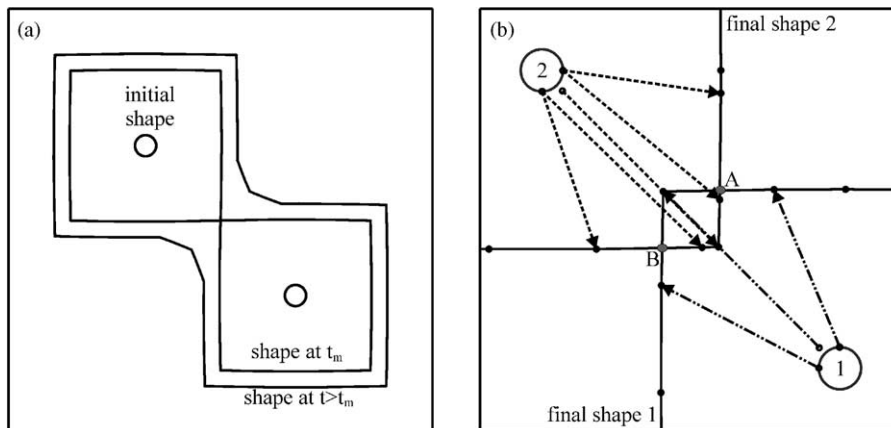 (a)
initial
shape
shape at tₘ
shape at t>tₘ
(b)
final shape 2
2
A
B
1
final shape 1